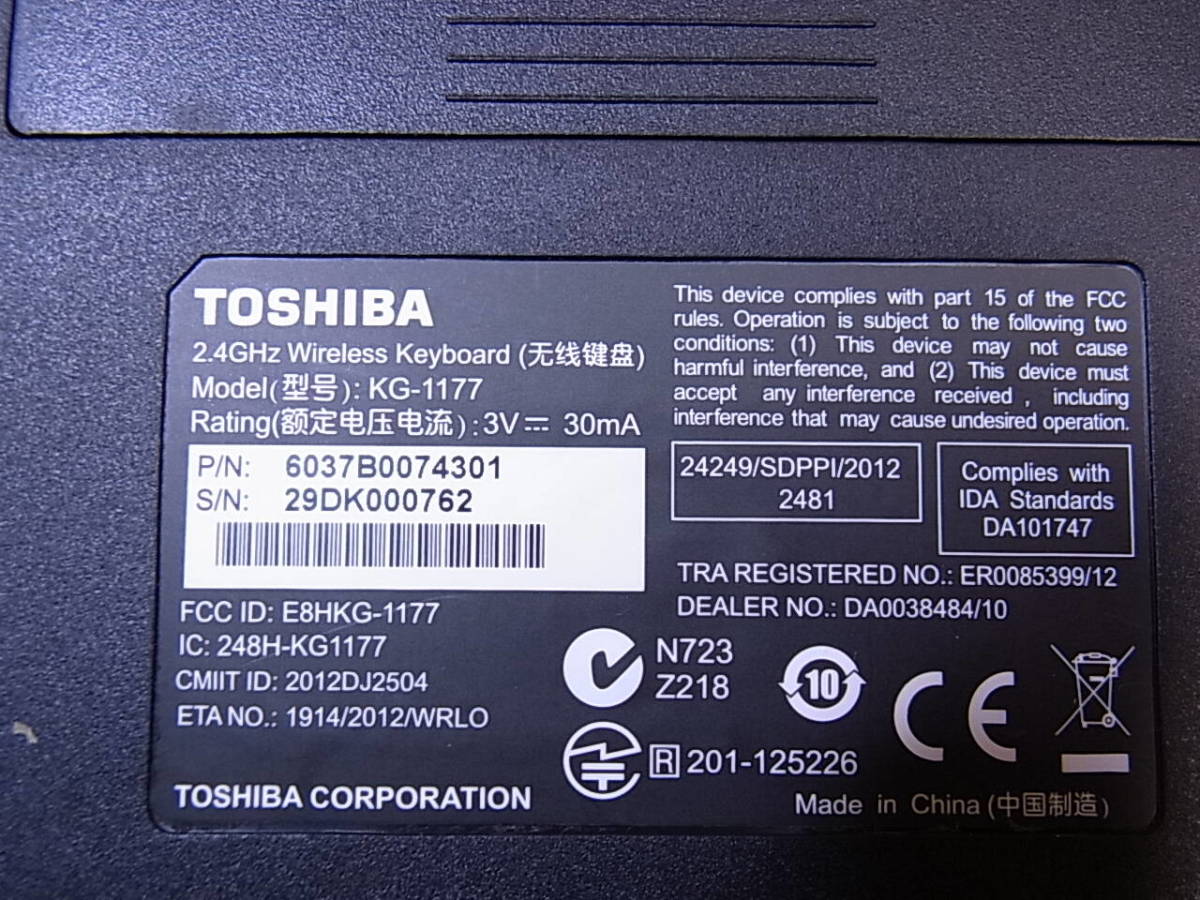 TOSHIBA
2.4GHz Wireless Keyboard (无线键盘)
Model(型号): KG-1177
Rating(额定电压电流):3V⎓ 30mA
P/N: 6037B0074301
S/N: 29DK000762
FCC ID: E8HKG-1177
IC: 248H-KG1177
CMIIT ID: 2012DJ2504
ETA NO.: 1914/2012/WRLO
TOSHIBA CORPORATION
This device complies with part 15 of the FCC
rules. Operation is subject to the following two
conditions: (1) This device may not cause
harmful interference, and (2) This device must
accept any interference received , including
interference that may cause undesired operation.
24249/SDPPI/2012
2481
Complies with
IDA Standards
DA101747
TRA REGISTERED NO.: ER0085399/12
DEALER NO.: DA0038484/10
N723
Z218
10
CE
R 201-125226
Made in China (中国制造)